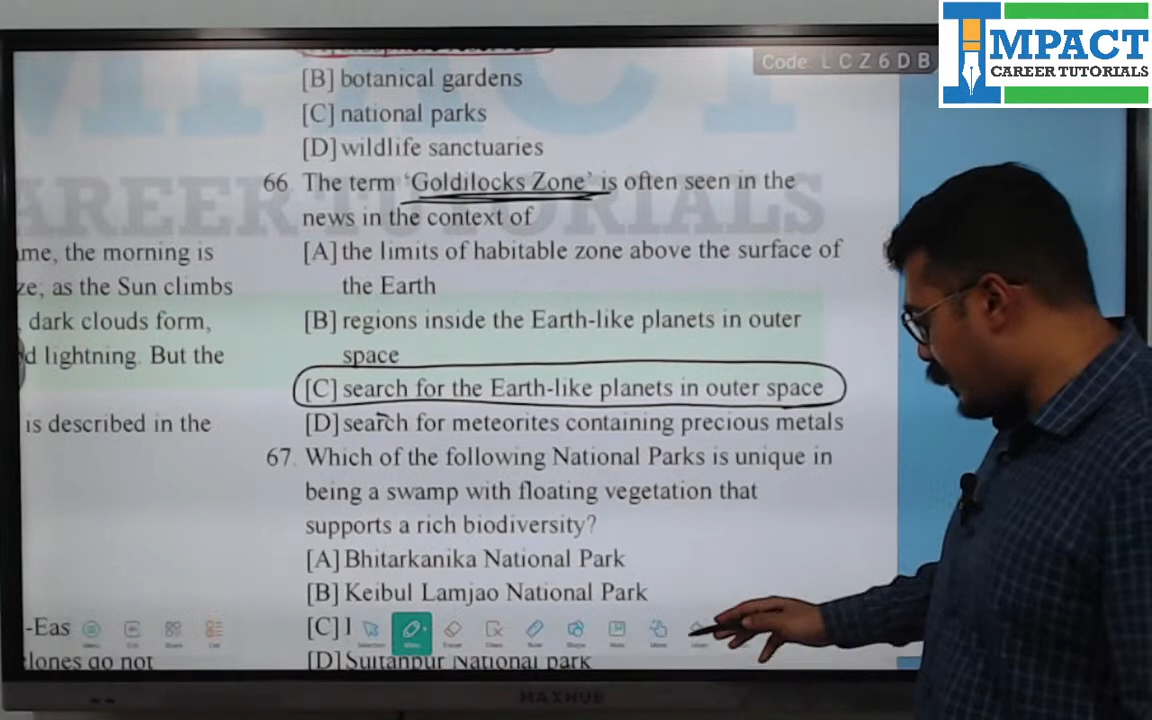 IMPACT
CAREER TUTORIALS
Code: L C Z 6 D B
[B] botanical gardens
[C] national parks
[D] wildlife sanctuaries
66. The term ‘Goldilocks Zone’ is often seen in the
news in the context of
[A] the limits of habitable zone above the surface of
the Earth
[B] regions inside the Earth-like planets in outer
space
[C] search for the Earth-like planets in outer space
[D] search for meteorites containing precious metals
67. Which of the following National Parks is unique in
being a swamp with floating vegetation that
supports a rich biodiversity?
[A] Bhitarkanika National Park
[B] Keibul Lamjao National Park
[C]
[D] Sultanpur National park
me, the morning is
ze; as the Sun climbs
dark clouds form,
d lightning. But the
is described in the
-Eas
lones do not
CAREER TUTORIALS
MAXHUB